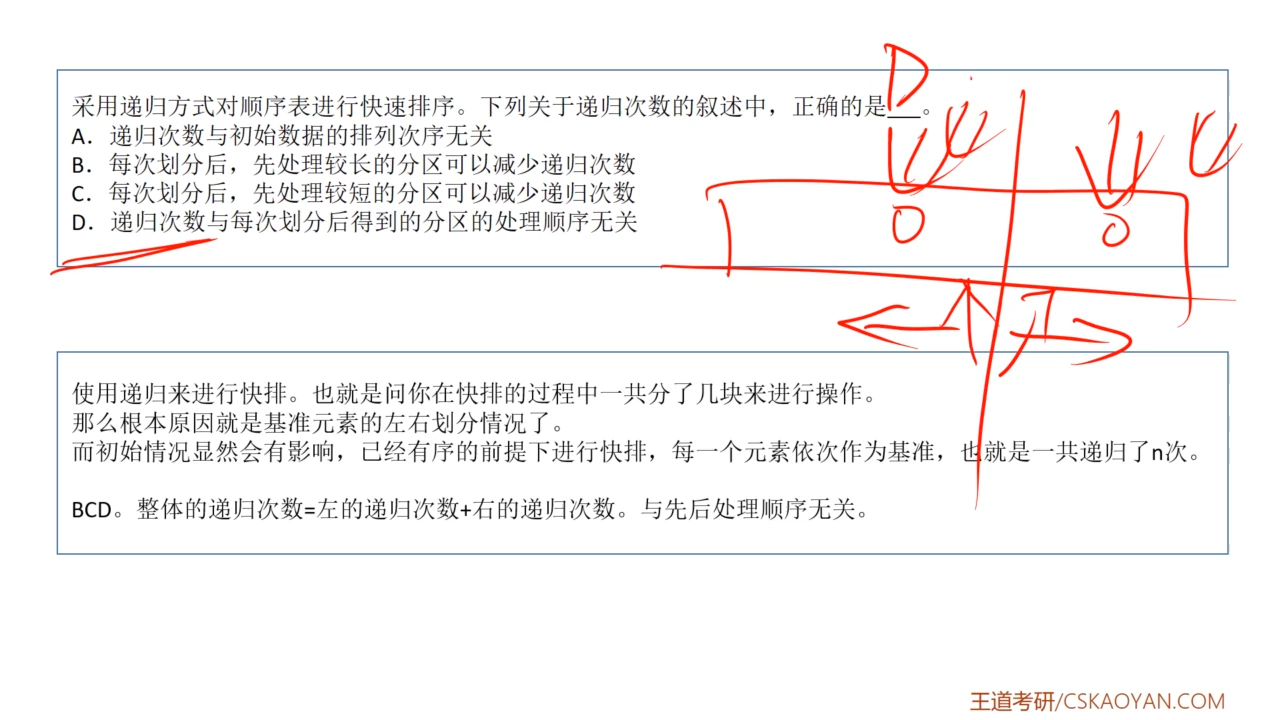 采用递归方式对顺序表进行快速排序。下列关于递归次数的叙述中，正确的是___。
D
A. 递归次数与初始数据的排列次序无关
B. 每次划分后，先处理较长的分区可以减少递归次数
C. 每次划分后，先处理较短的分区可以减少递归次数
D. 递归次数与每次划分后得到的分区的处理顺序无关
使用递归来进行快排。也就是问你在快排的过程中一共分了几块来进行操作。
那么根本原因就是基准元素的左右划分情况了。
而初始情况显然会有影响，已经有序的前提下进行快排，每一个元素依次作为基准，也就是一共递归了n次。
BCD。整体的递归次数=左的递归次数+右的递归次数。与先后处理顺序无关。
王道考研/CSKAOYAN.COM